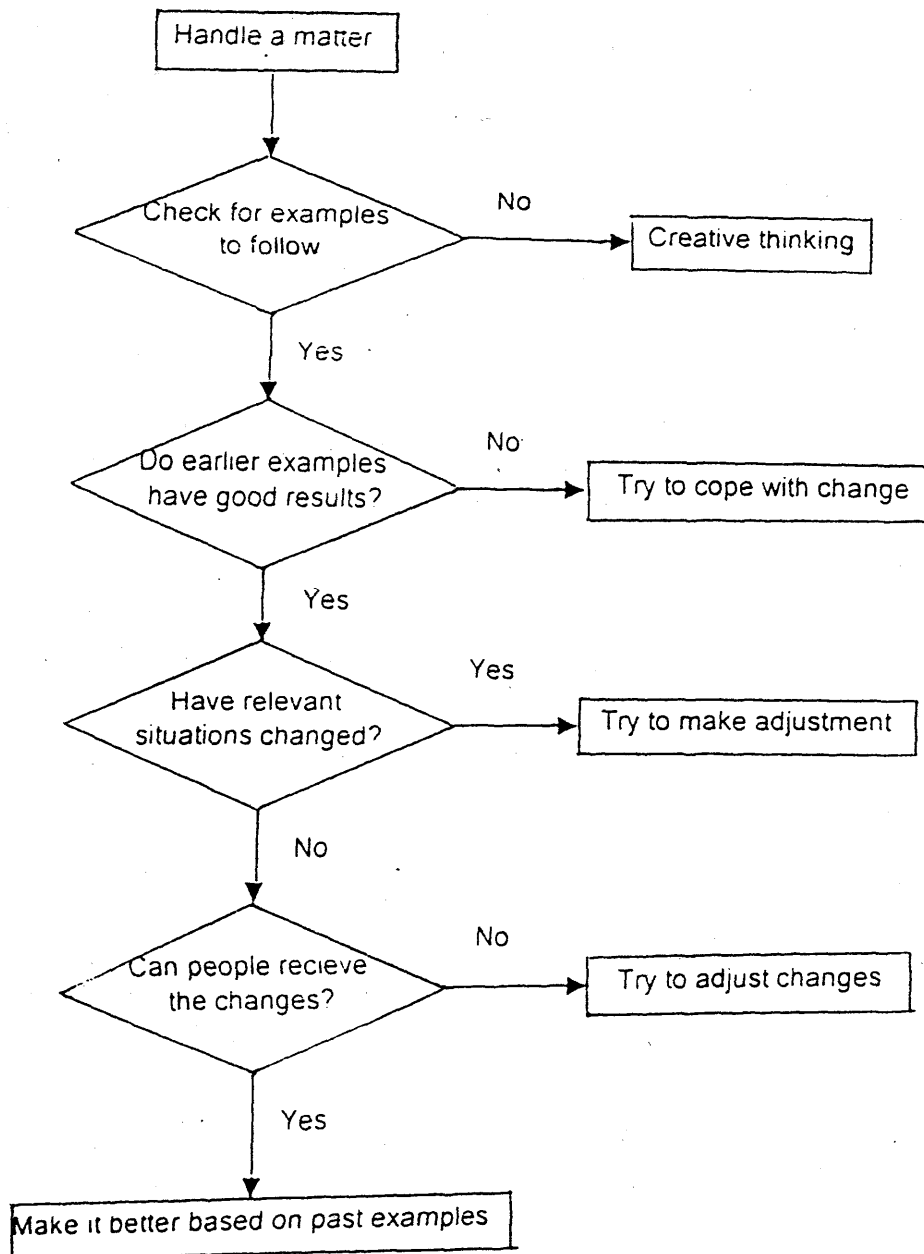 Handle a matter
Check for examples
to follow
No
Creative thinking
Yes
Do earlier examples
have good results?
No
Try to cope with change
Yes
Have relevant
situations changed?
Yes
Try to make adjustment
No
Can people recieve
the changes?
No
Try to adjust changes
Yes
Make it better based on past examples